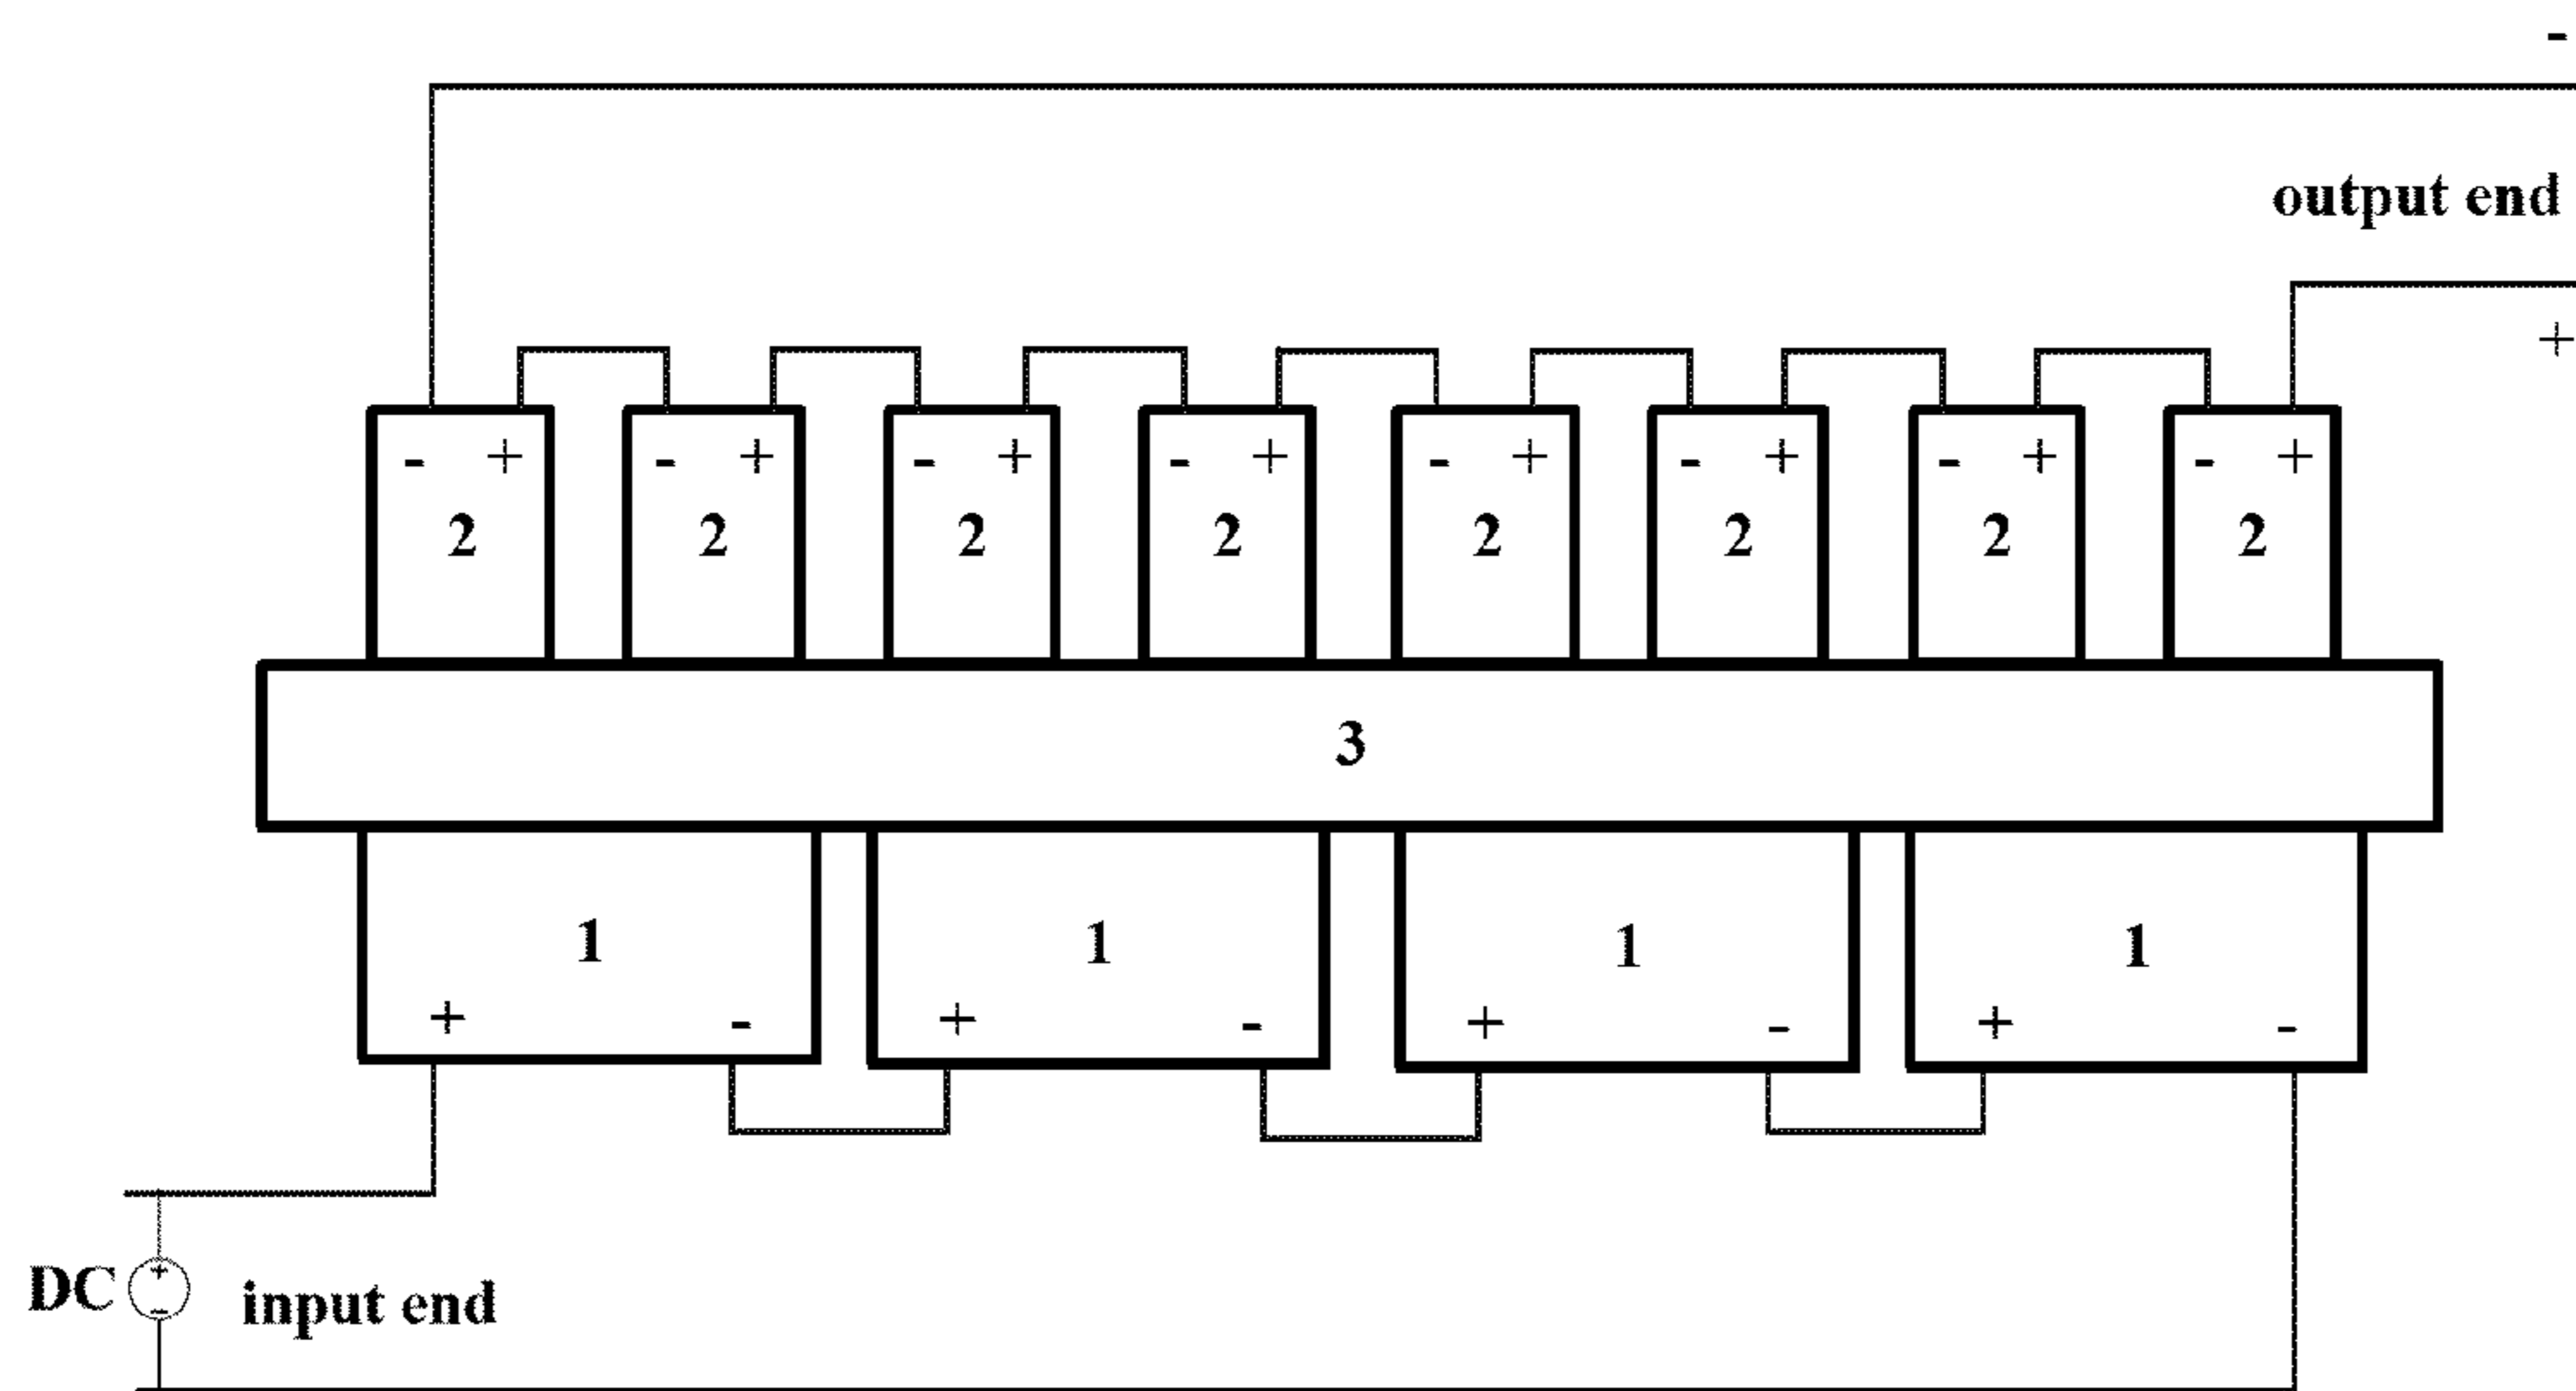 -
output end
+
- + - + - + - + - + - + - + - +
2 2 2 2 2 2 2 2
3
1 1 1 1
+ - + - + - + -
+
DC
-
input end